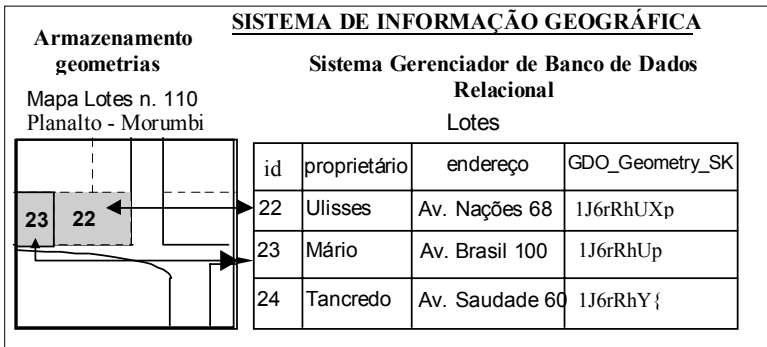 SISTEMA DE INFORMAÇÃO GEOGRÁFICA
Armazenamento
geometrias
Mapa Lotes n. 110
Planalto - Morumbi
23 22
Sistema Gerenciador de Banco de Dados
Relacional
Lotes
id proprietário endereço GDO_Geometry_SK
22 Ulisses Av. Nações 68 1J6rRhUXp
23 Mário Av. Brasil 100 1J6rRhUp
24 Tancredo Av. Saudade 60 1J6rRhY{